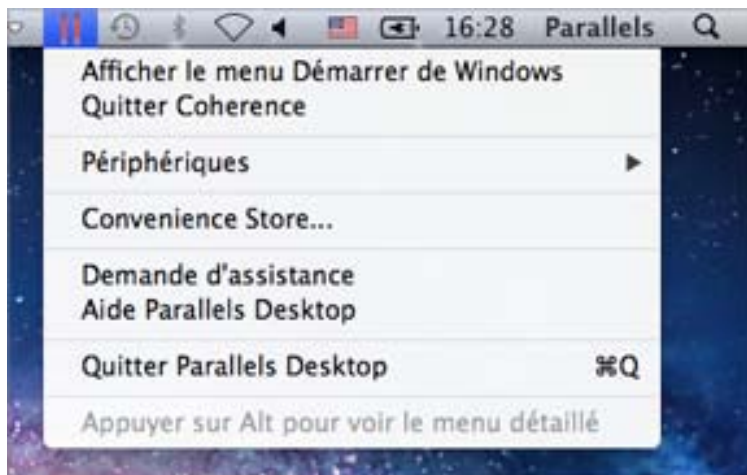 16:28 Parallels
Afficher le menu Démarrer de Windows
Quitter Coherence
Périphériques
Convenience Store...
Demande d'assistance
Aide Parallels Desktop
Quitter Parallels Desktop ⌘Q
Appuyer sur Alt pour voir le menu détaillé